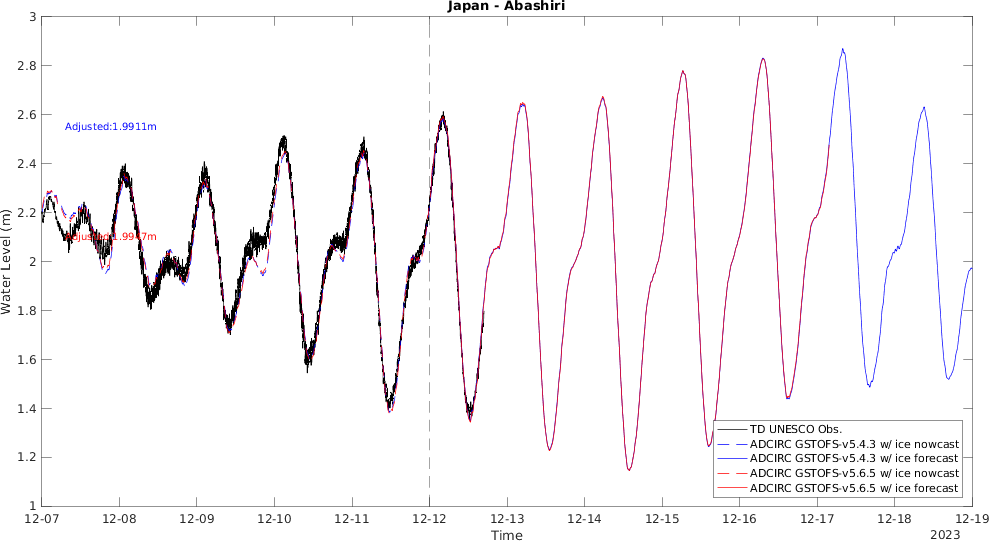 Japan - Abashiri
3
2.8
2.6
2.4
2.2
2
1.8
1.6
1.4
1.2
1
Water Level (m)
Adjusted:1.9911m
12-07
12-08
12-09
12-10
12-11
12-12
12-13
12-14
12-15
12-16
12-17
12-18
12-19
Time
2023
TD UNESCO Obs.
ADCIRC GSTOFS-v5.4.3 w/ ice nowcast
ADCIRC GSTOFS-v5.4.3 w/ ice forecast
ADCIRC GSTOFS-v5.6.5 w/ ice nowcast
ADCIRC GSTOFS-v5.6.5 w/ ice forecast